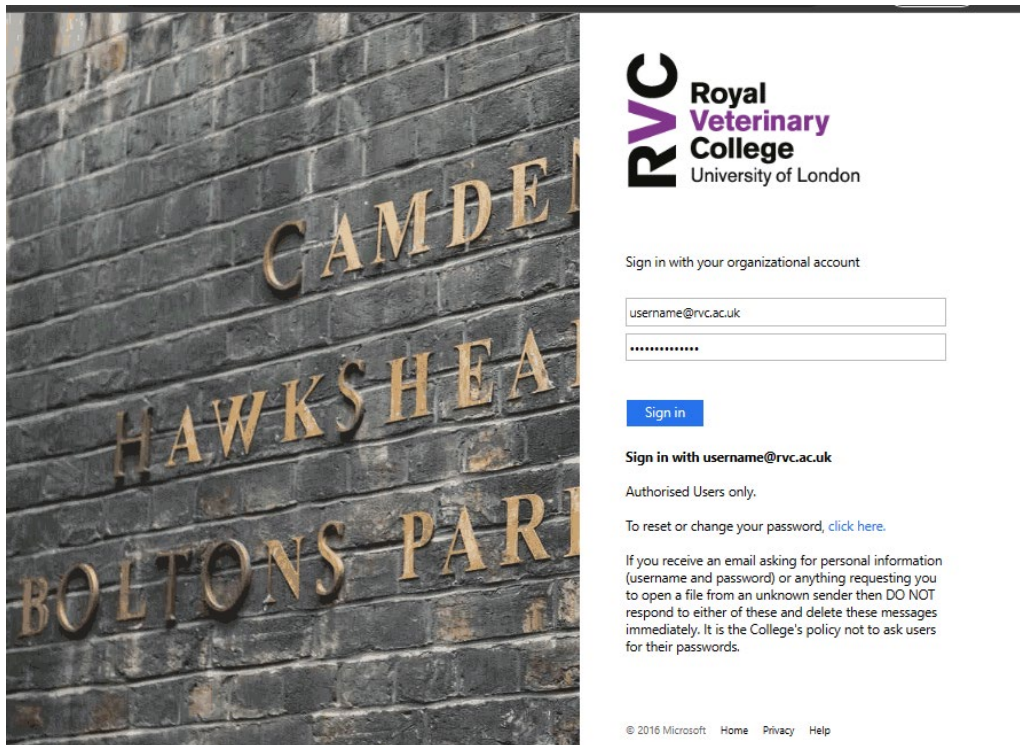 CAMDE
HAWKSHEA
BOLTONS PAR
RVC
Royal
Veterinary
College
University of London
Sign in with your organizational account
username@rvc.ac.uk
••••••••••••••
Sign in
Sign in with username@rvc.ac.uk
Authorised Users only.
To reset or change your password, click here.
If you receive an email asking for personal information
(username and password) or anything requesting you
to open a file from an unknown sender then DO NOT
respond to either of these and delete these messages
immediately. It is the College's policy not to ask users
for their passwords.
© 2016 Microsoft Home Privacy Help